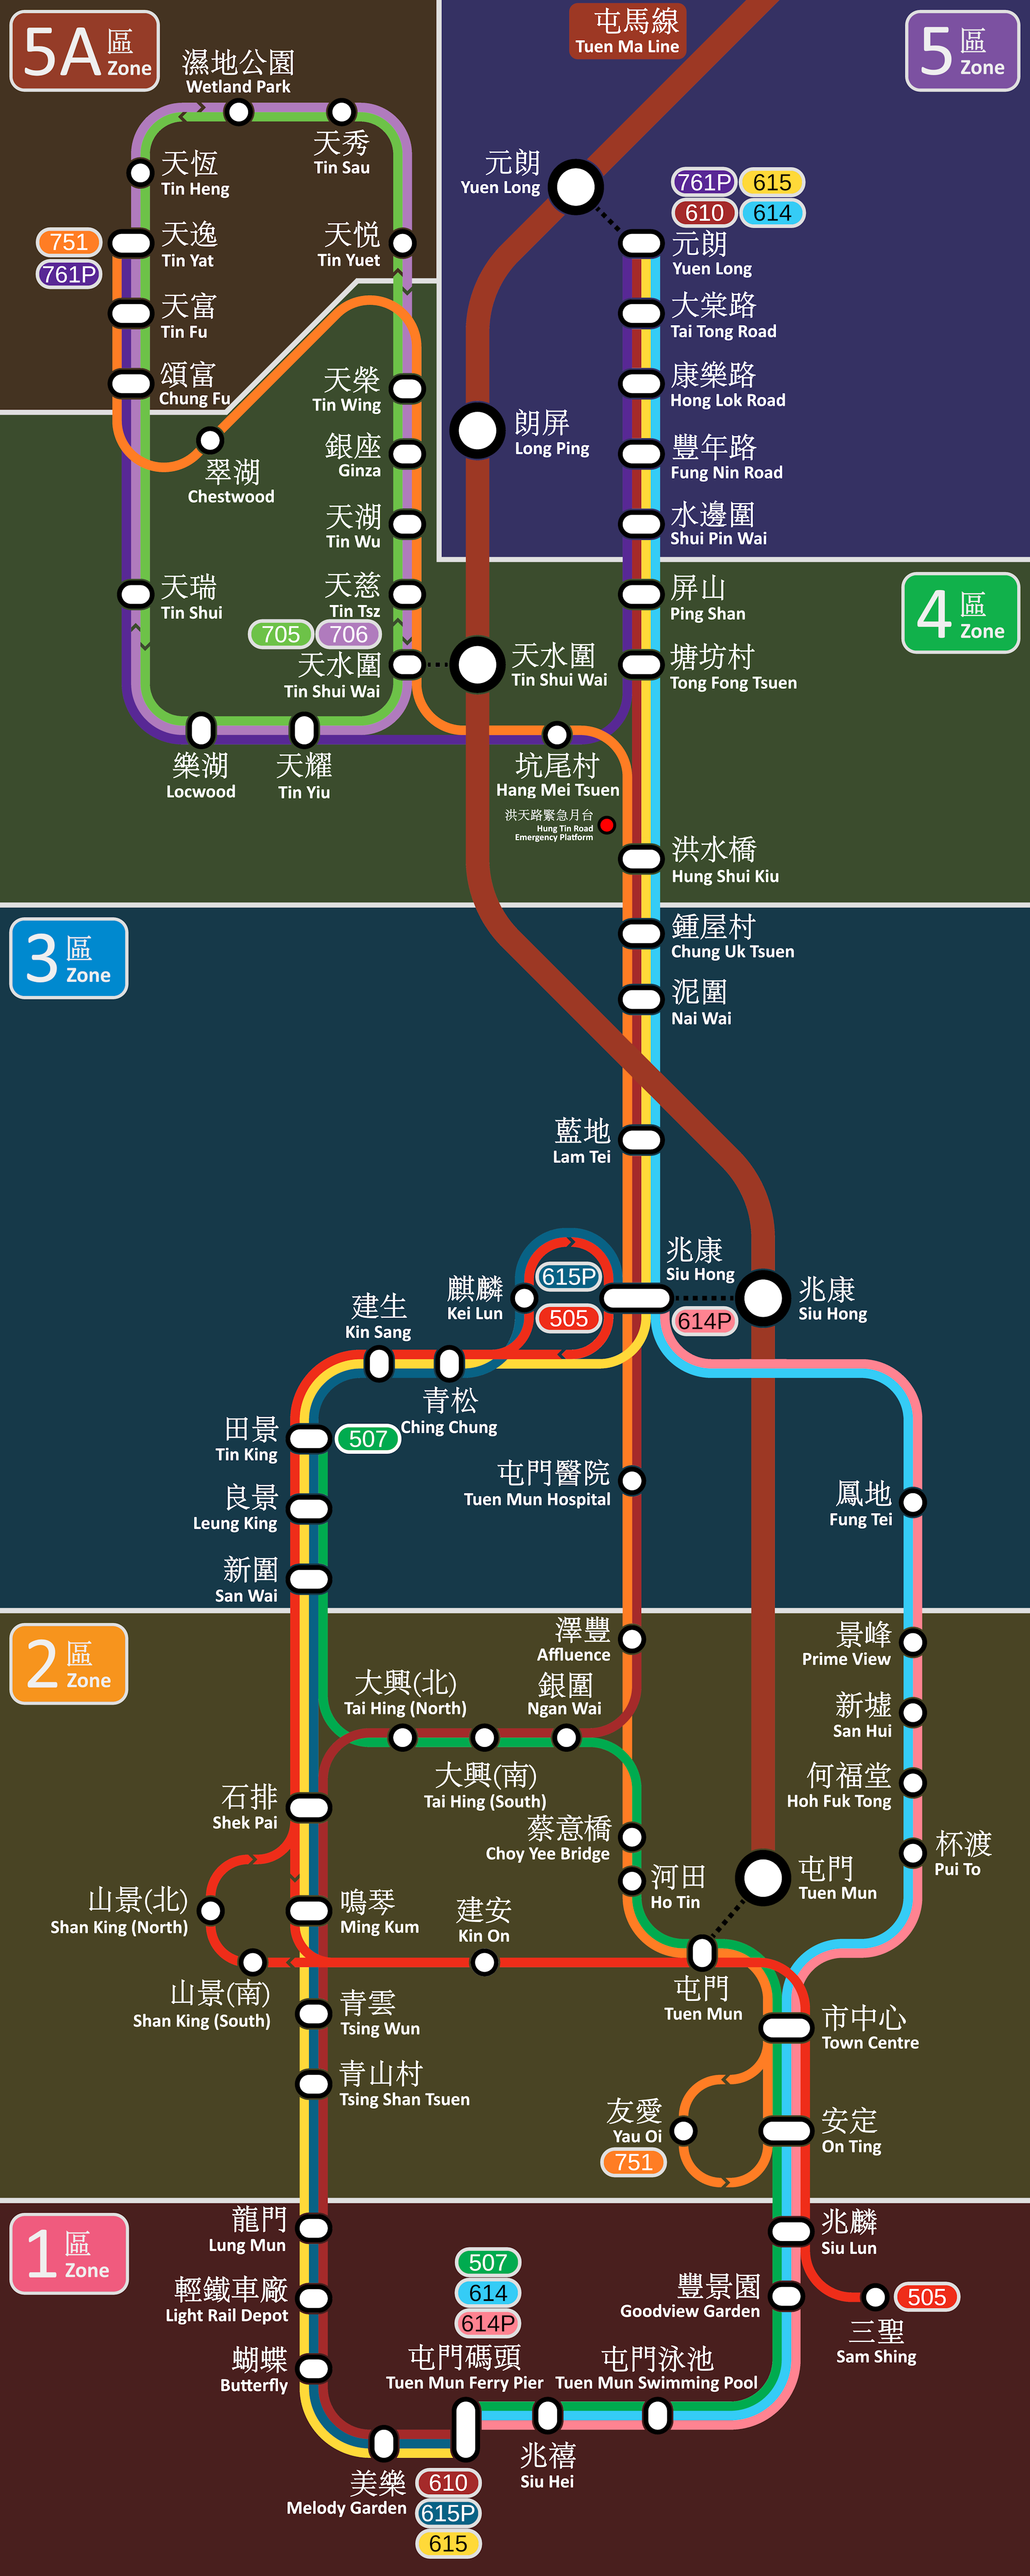 5A 區 Zone
濕地公園
Wetland Park
天秀
Tin Sau
天恆
Tin Heng
751
761P
天逸
Tin Yat
天悦
Tin Yuet
天富
Tin Fu
頌富
Chung Fu
屯馬線
Tuen Ma Line
5 區 Zone
元朗
Yuen Long
761P
615
610
614
元朗
Yuen Long
大棠路
Tai Tong Road
康樂路
Hong Lok Road
朗屏
Long Ping
豐年路
Fung Nin Road
水邊圍
Shui Pin Wai
天榮
Tin Wing
翠湖
Chestwood
銀座
Ginza
天湖
Tin Wu
天瑞
Tin Shui
天慈
Tin Tsz
705
706
天水圍
Tin Shui Wai
天水圍
Tin Shui Wai
屏山
Ping Shan
4 區 Zone
塘坊村
Tong Fong Tsuen
樂湖
Locwood
天耀
Tin Yiu
坑尾村
Hang Mei Tsuen
洪天路緊急月台
Hung Tin Road
Emergency Platform
洪水橋
Hung Shui Kiu
3 區 Zone
鍾屋村
Chung Uk Tsuen
泥圍
Nai Wai
藍地
Lam Tei
兆康
Siu Hong
615P
505
614P
兆康
Siu Hong
麒麟
Kei Lun
建生
Kin Sang
青松
Ching Chung
田景
Tin King
507
良景
Leung King
屯門醫院
Tuen Mun Hospital
鳳地
Fung Tei
新圍
San Wai
2 區 Zone
澤豐
Affluence
景峰
Prime View
大興(北)
Tai Hing (North)
銀圍
Ngan Wai
新墟
San Hui
大興(南)
Tai Hing (South)
石排
Shek Pai
何福堂
Hoh Fuk Tong
蔡意橋
Choy Yee Bridge
杯渡
Pui To
河田
Ho Tin
屯門
Tuen Mun
山景(北)
Shan King (North)
鳴琴
Ming Kum
建安
Kin On
山景(南)
Shan King (South)
屯門
Tuen Mun
青雲
Tsing Wun
市中心
Town Centre
青山村
Tsing Shan Tsuen
友愛
Yau Oi
751
安定
On Ting
1 區 Zone
龍門
Lung Mun
兆麟
Siu Lun
輕鐵車廠
Light Rail Depot
507
614
614P
豐景園
Goodview Garden
505
三聖
Sam Shing
蝴蝶
Butterfly
屯門碼頭
Tuen Mun Ferry Pier
屯門泳池
Tuen Mun Swimming Pool
兆禧
Siu Hei
美樂
Melody Garden
610
615P
615